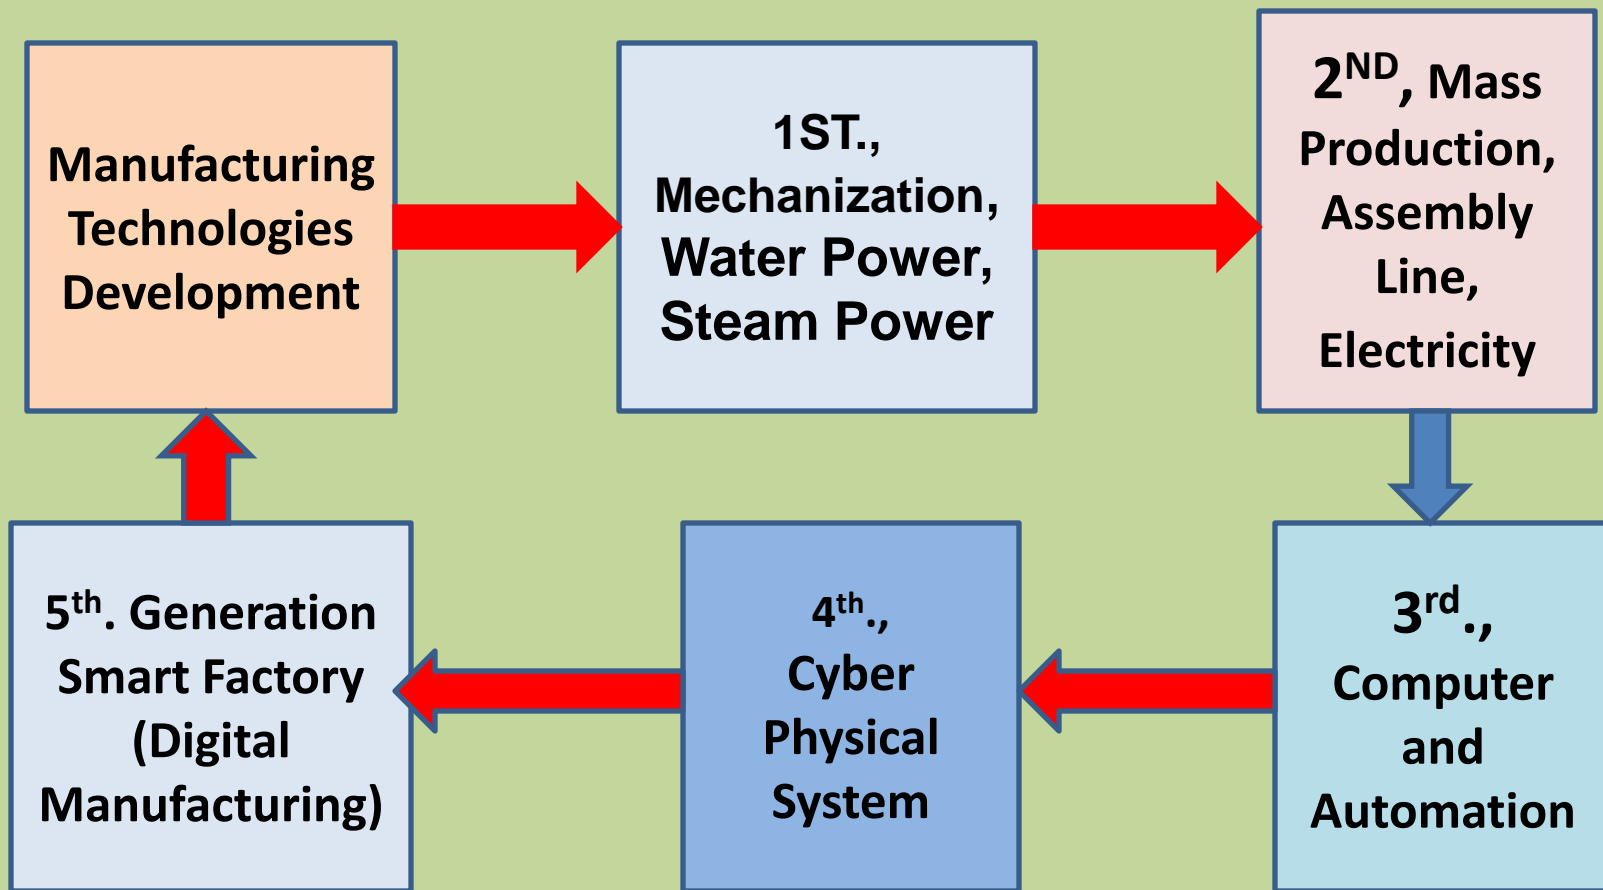 Manufacturing
Technologies
Development
1ST.,
Mechanization,
Water Power,
Steam Power
2ND, Mass
Production,
Assembly
Line,
Electricity
3rd.,
Computer
and
Automation
4th.,
Cyber
Physical
System
5th. Generation
Smart Factory
(Digital
Manufacturing)